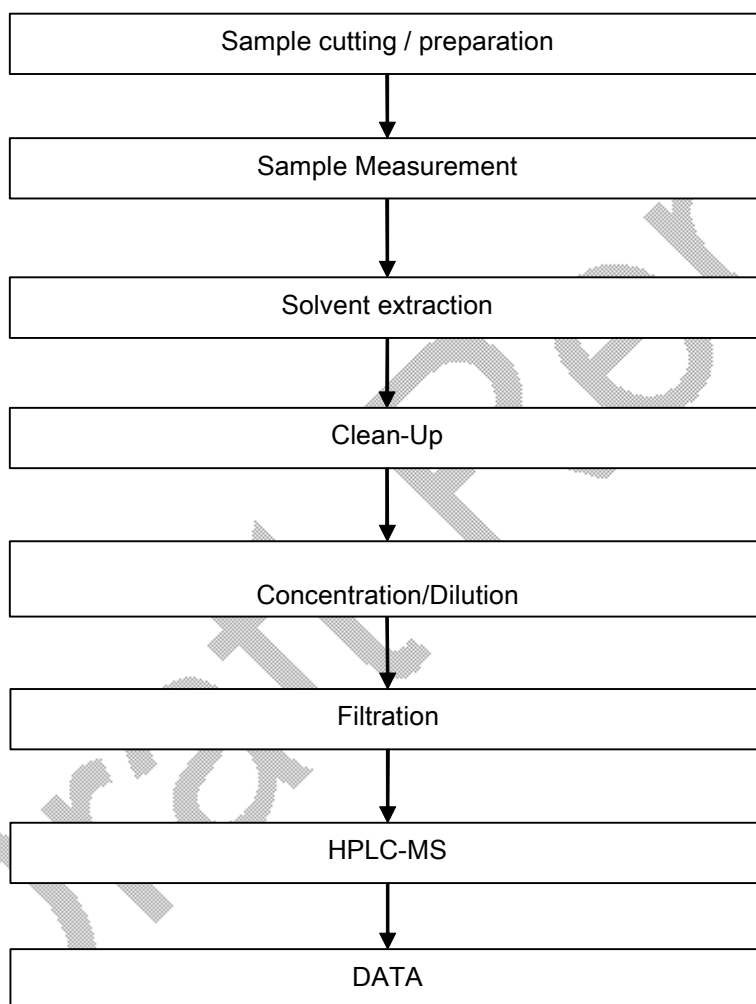 Sample cutting / preparation
Sample Measurement
Solvent extraction
Clean-Up
Concentration/Dilution
Filtration
HPLC-MS
DATA